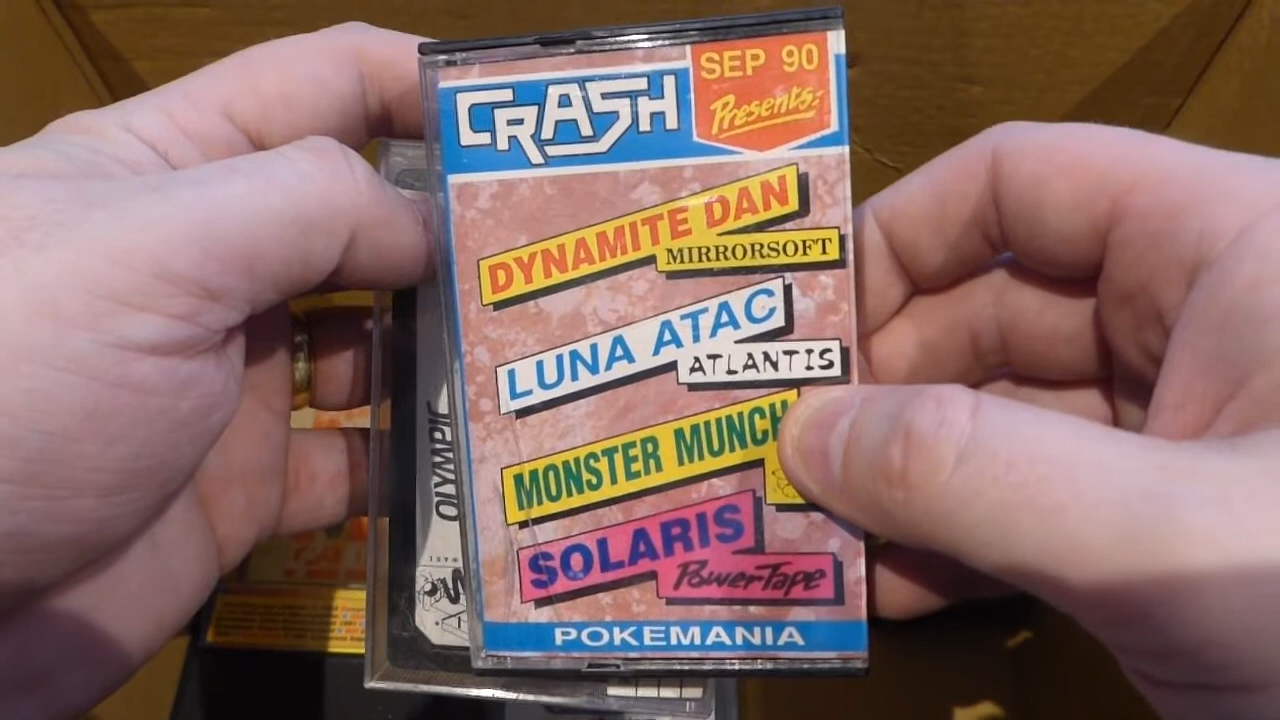 CRASH
SEP 90
Presents:
DYNAMITE DAN
MIRRORSOFT
LUNA ATAC
ATLANTIS
MONSTER MUNCH
SOLARIS
PowerTape
POKEMANIA
OLYMPIC